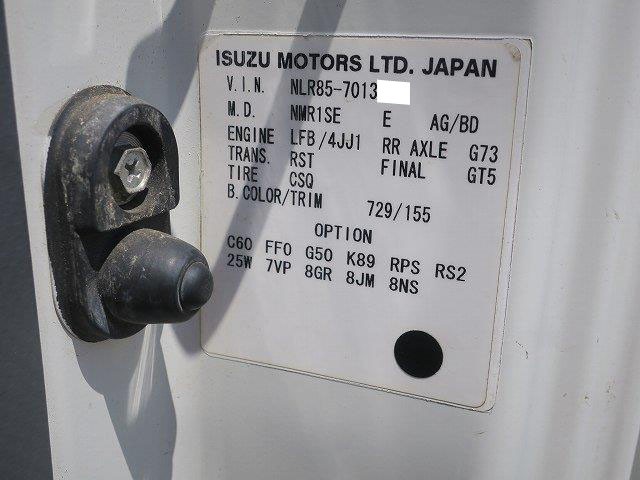 ISUZU MOTORS LTD. JAPAN
V.I.N. NLR85-7013
M.D. NMR1SE E AG/BD
ENGINE LFB/4JJ1 RR AXLE G73
TRANS. RST FINAL GT5
TIRE CSQ
B.COLOR/TRIM 729/155
OPTION
C60 FFO G50 K89 RPS RS2
25W 7VP 8GR 8JM 8NS